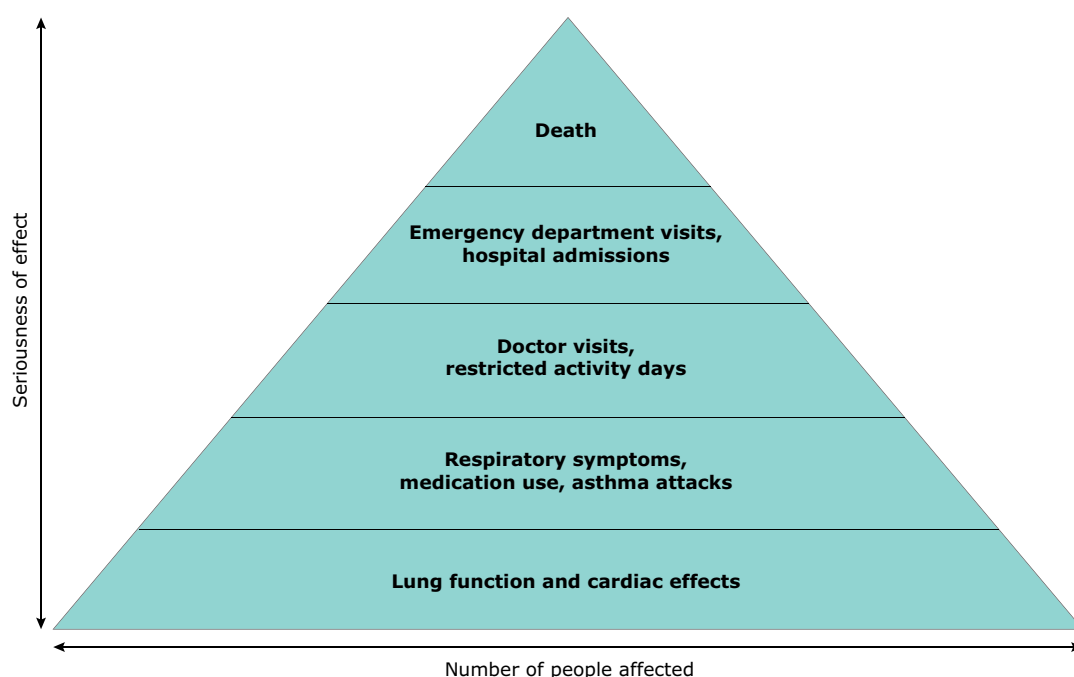 Death
Emergency department visits,
hospital admissions
Doctor visits,
restricted activity days
Respiratory symptoms,
medication use, asthma attacks
Lung function and cardiac effects
Seriousness of effect
Number of people affected